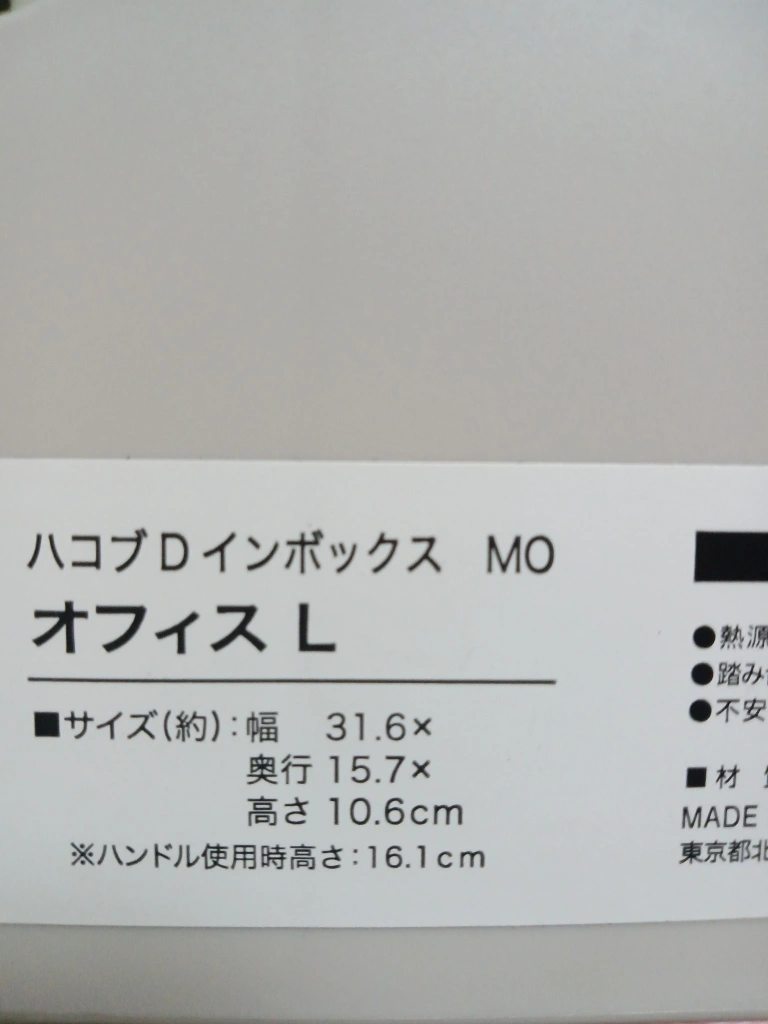 ハコブDインボックス MO
オフィス L
■サイズ(約):幅 31.6×
奥行 15.7×
高さ 10.6cm
※ハンドル使用時高さ:16.1cm
●熱源
●踏み
●不安
■材
MADE
東京都北